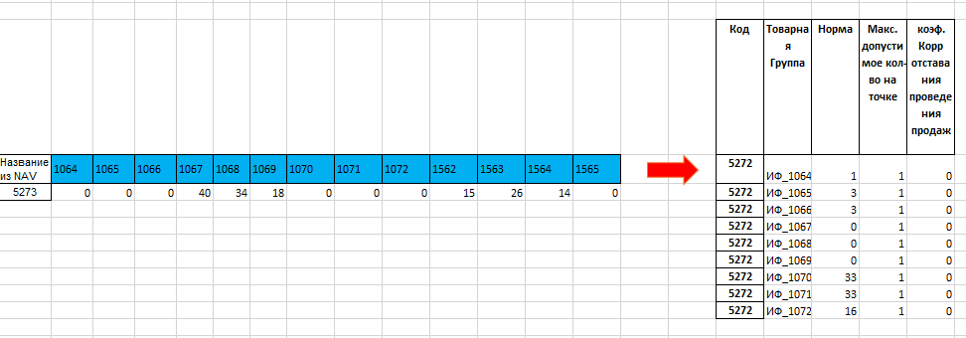 Название из NAV 1064 1065 1066 1067 1068 1069 1070 1071 1072 1562 1563 1564 1565
5273 0 0 0 40 34 18 0 0 0 15 26 14 0
Код Товарная Группа Норма Макс. допустимое кол-во на точке коэф. Корр отставания проведения продаж
5272 ИФ_1064 1 1 0
5272 ИФ_1065 3 1 0
5272 ИФ_1066 3 1 0
5272 ИФ_1067 0 1 0
5272 ИФ_1068 0 1 0
5272 ИФ_1069 0 1 0
5272 ИФ_1070 33 1 0
5272 ИФ_1071 33 1 0
5272 ИФ_1072 16 1 0